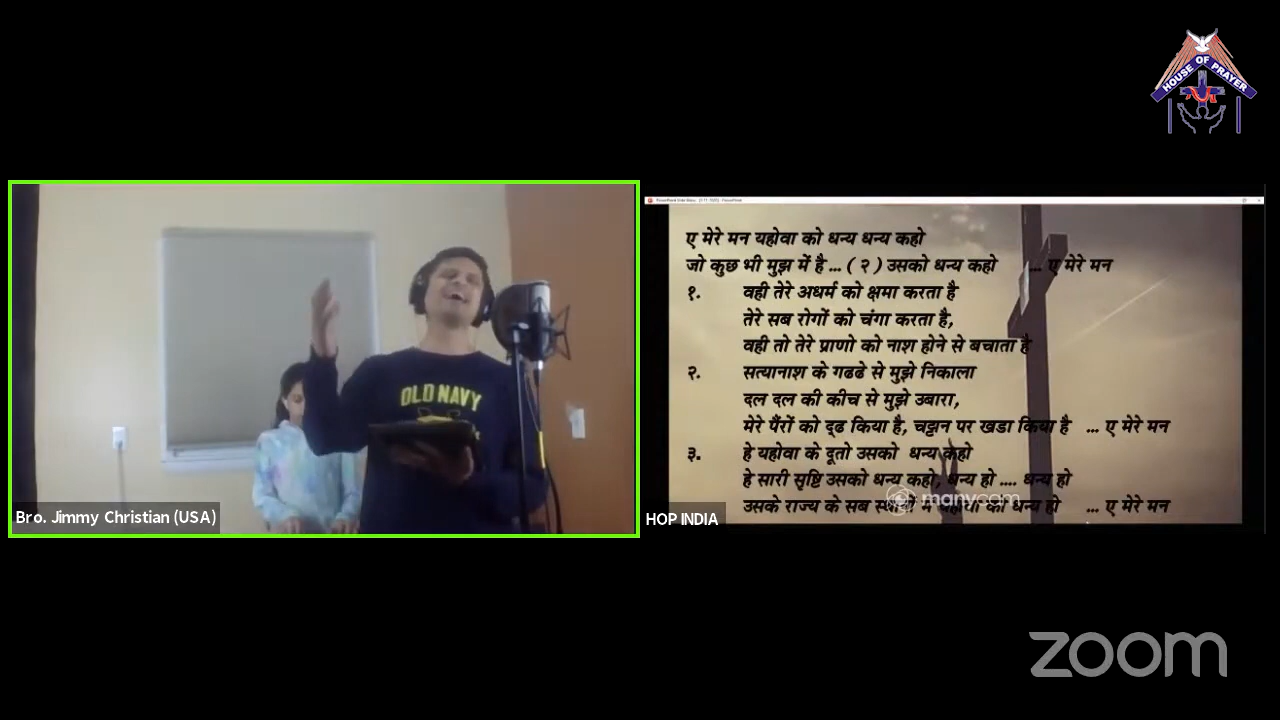 HOUSE OF PRAYER
OLD NAVY
Bro. Jimmy Christian (USA)
ए मेरे मन यहोवा को धन्य धन्य कहो
जो कुछ भी मुझ में है ... ( २ ) उसको धन्य कहो ... ए मेरे मन
१. वही तेरे अधर्म को क्षमा करता है
तेरे सब रोगों को चंगा करता है,
वही तो तेरे प्राणो को नाश होने से बचाता है
२. सत्यानाश के गढढे से मुझे निकाला
दल दल की कीच से मुझे उबारा,
मेरे पैंरों को दृढ किया है, चट्टान पर खडा किया है ... ए मेरे मन
३. हे यहोवा के दूतो उसको धन्य कहो
हे सारी सृष्टि उसको धन्य कहो, धन्य हो .... धन्य हो
उसके राज्य के सब में की धन्य हो ... ए मेरे मन
manycam
HOP INDIA
zoom